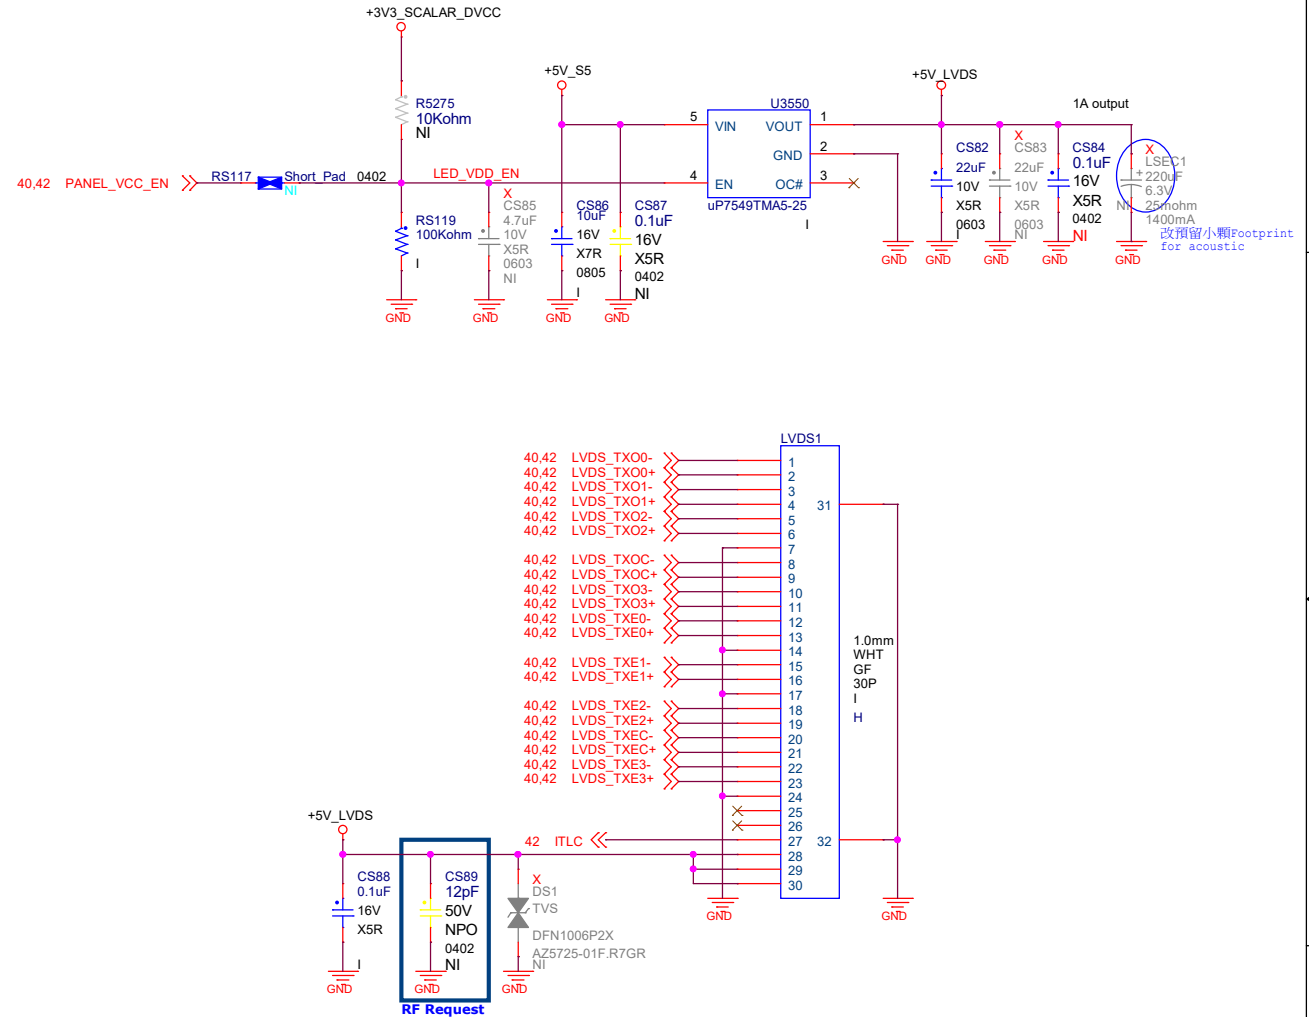 +3V3_SCALAR_DVCC
R5275
10Kohm
NI
40,42 PANEL_VCC_EN
RS117
Short_Pad 0402
NI
LED_VDD_EN
RS119
100Kohm
I
GND
X
CS85
4.7uF
10V
X5R
0603
NI
GND
+5V_S5
CS86
10uF
16V
X7R
0805
I
GND
CS87
0.1uF
16V
X5R
0402
NI
GND
U3550
5 VIN VOUT 1
GND 2
4 EN OC# 3
uP7549TMA5-25
I
GND
+5V_LVDS
1A output
CS82
22uF
10V
X5R
0603
I
GND
X
CS83
22uF
10V
X5R
0603
NI
GND
CS84
0.1uF
16V
X5R
0402
NI
GND
X
LSEC1
220uF
6.3V
NI 25mohm
1400mA
GND
改預留小顆Footprint
for acoustic
LVDS1
40,42 LVDS_TXO0- 1
40,42 LVDS_TXO0+ 2
40,42 LVDS_TXO1- 3
40,42 LVDS_TXO1+ 4 31
40,42 LVDS_TXO2- 5
40,42 LVDS_TXO2+ 6
7
40,42 LVDS_TXOC- 8
40,42 LVDS_TXOC+ 9
40,42 LVDS_TXO3- 10
40,42 LVDS_TXO3+ 11
40,42 LVDS_TXE0- 12
40,42 LVDS_TXE0+ 13
14
40,42 LVDS_TXE1- 15
40,42 LVDS_TXE1+ 16
17
40,42 LVDS_TXE2- 18
40,42 LVDS_TXE2+ 19
40,42 LVDS_TXEC- 20
40,42 LVDS_TXEC+ 21
40,42 LVDS_TXE3- 22
40,42 LVDS_TXE3+ 23
24
25
26
42 ITLC 27 32
28
29
30
1.0mm
WHT
GF
30P
I
H
GND
GND
+5V_LVDS
CS88
0.1uF
16V
X5R
I
GND
CS89
12pF
50V
NPO
0402
NI
GND
RF Request
X
DS1
TVS
DFN1006P2X
AZ5725-01F.R7GR
NI
GND